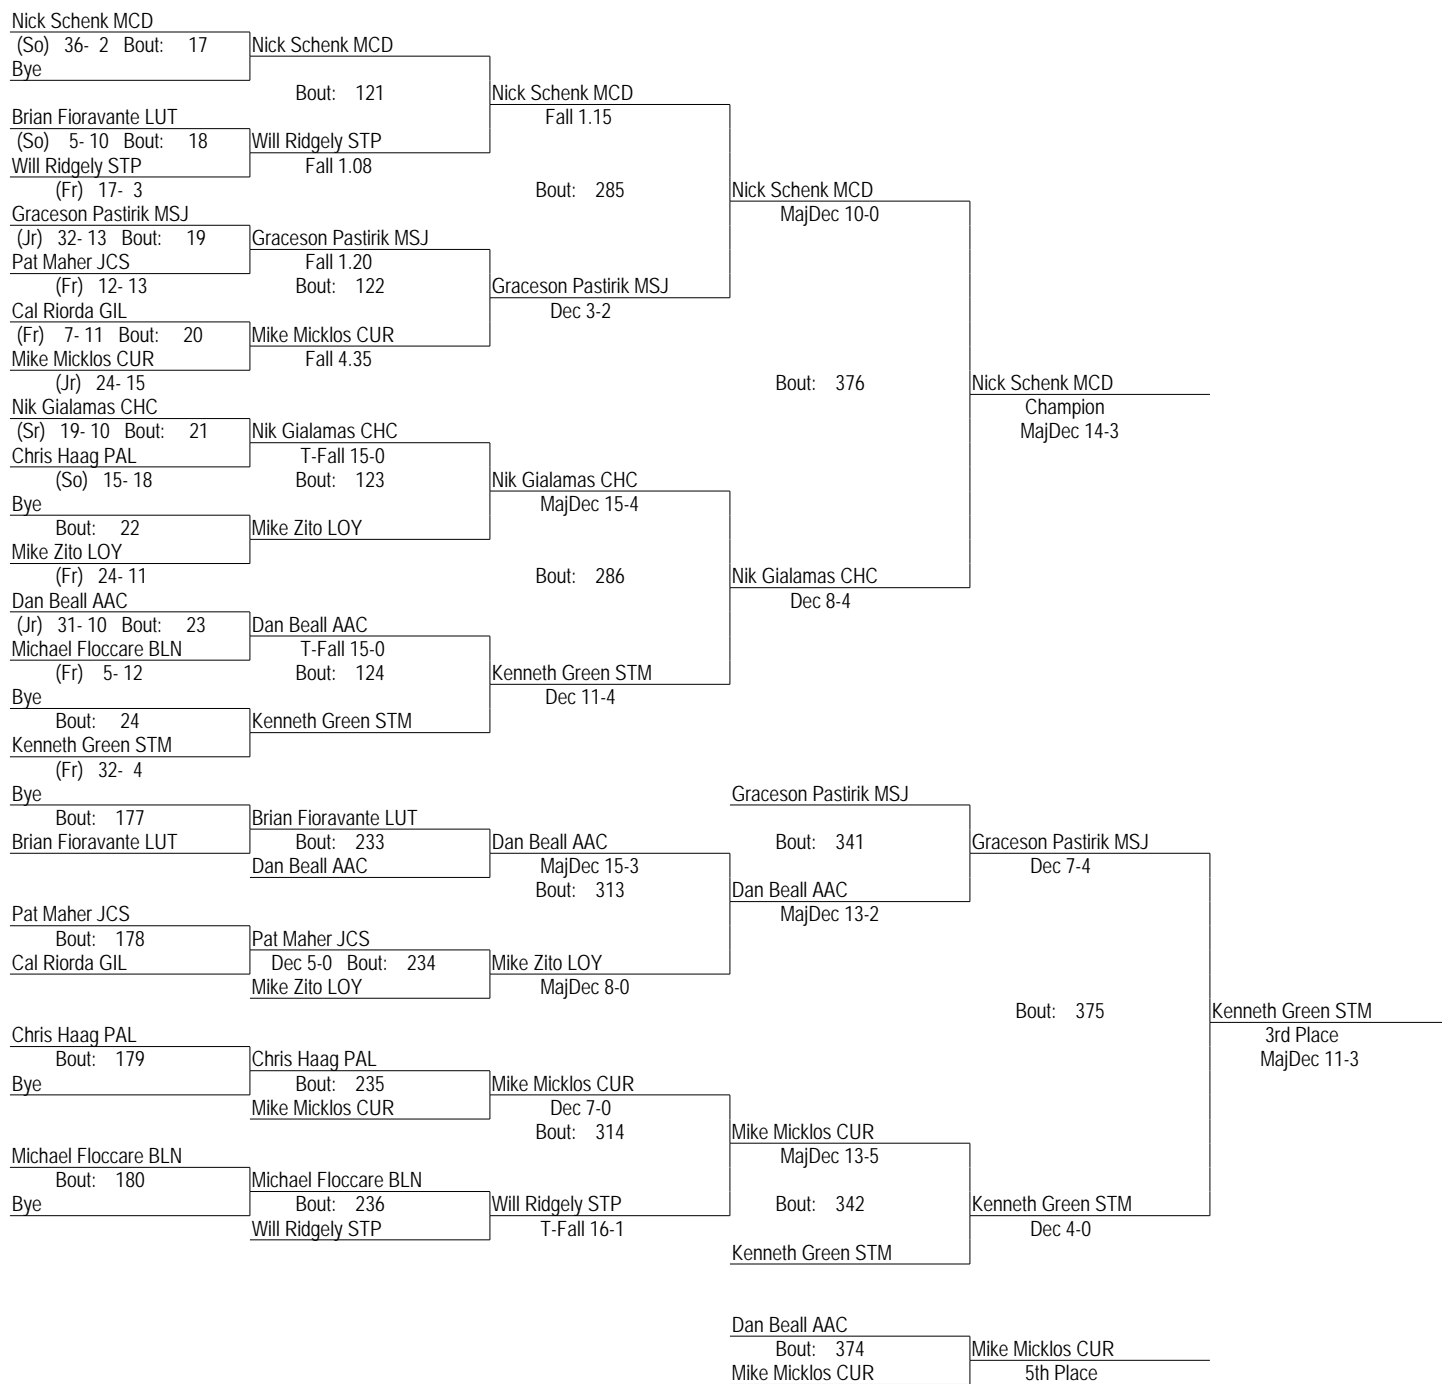 Nick Schenk MCD
(So) 36- 2 Bout: 17
Bye
Nick Schenk MCD
Bout: 121
Brian Fioravante LUT
(So) 5- 10 Bout: 18
Will Ridgely STP
(Fr) 17- 3
Will Ridgely STP
Fall 1.08
Nick Schenk MCD
Fall 1.15
Bout: 285
Graceson Pastirik MSJ
(Jr) 32- 13 Bout: 19
Pat Maher JCS
(Fr) 12- 13
Graceson Pastirik MSJ
Fall 1.20
Bout: 122
Cal Riorda GIL
(Fr) 7- 11 Bout: 20
Mike Micklos CUR
(Jr) 24- 15
Mike Micklos CUR
Fall 4.35
Graceson Pastirik MSJ
Dec 3-2
Nick Schenk MCD
MajDec 10-0
Bout: 376
Nick Schenk MCD
Champion
MajDec 14-3
Nik Gialamas CHC
(Sr) 19- 10 Bout: 21
Chris Haag PAL
(So) 15- 18
Nik Gialamas CHC
T-Fall 15-0
Bout: 123
Bye
Bout: 22
Mike Zito LOY
(Fr) 24- 11
Mike Zito LOY
Nik Gialamas CHC
MajDec 15-4
Bout: 286
Nik Gialamas CHC
Dec 8-4
Dan Beall AAC
(Jr) 31- 10 Bout: 23
Michael Floccare BLN
(Fr) 5- 12
Dan Beall AAC
T-Fall 15-0
Bout: 124
Bye
Bout: 24
Kenneth Green STM
(Fr) 32- 4
Kenneth Green STM
Kenneth Green STM
Dec 11-4
Bye
Bout: 177
Brian Fioravante LUT
Brian Fioravante LUT
Bout: 233
Dan Beall AAC
Dan Beall AAC
MajDec 15-3
Bout: 313
Pat Maher JCS
Bout: 178
Cal Riorda GIL
Pat Maher JCS
Dec 5-0 Bout: 234
Mike Zito LOY
Mike Zito LOY
MajDec 8-0
Graceson Pastirik MSJ
Bout: 341
Dan Beall AAC
MajDec 13-2
Graceson Pastirik MSJ
Dec 7-4
Bout: 375
Kenneth Green STM
3rd Place
MajDec 11-3
Chris Haag PAL
Bout: 179
Bye
Chris Haag PAL
Bout: 235
Mike Micklos CUR
Mike Micklos CUR
Dec 7-0
Bout: 314
Michael Floccare BLN
Bout: 180
Bye
Michael Floccare BLN
Bout: 236
Will Ridgely STP
Will Ridgely STP
T-Fall 16-1
Mike Micklos CUR
MajDec 13-5
Bout: 342
Kenneth Green STM
Kenneth Green STM
Dec 4-0
Dan Beall AAC
Bout: 374
Mike Micklos CUR
Mike Micklos CUR
5th Place